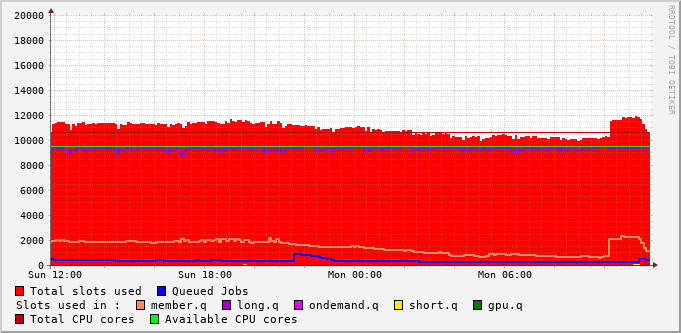 RRDTOOL / TOBI OETIKER
20000
18000
16000
14000
12000
10000
8000
6000
4000
2000
0
Sun 12:00 Sun 18:00 Mon 00:00 Mon 06:00
Total slots used Queued Jobs
Slots used in : member.q long.q ondemand.q short.q gpu.q
Total CPU cores Available CPU cores